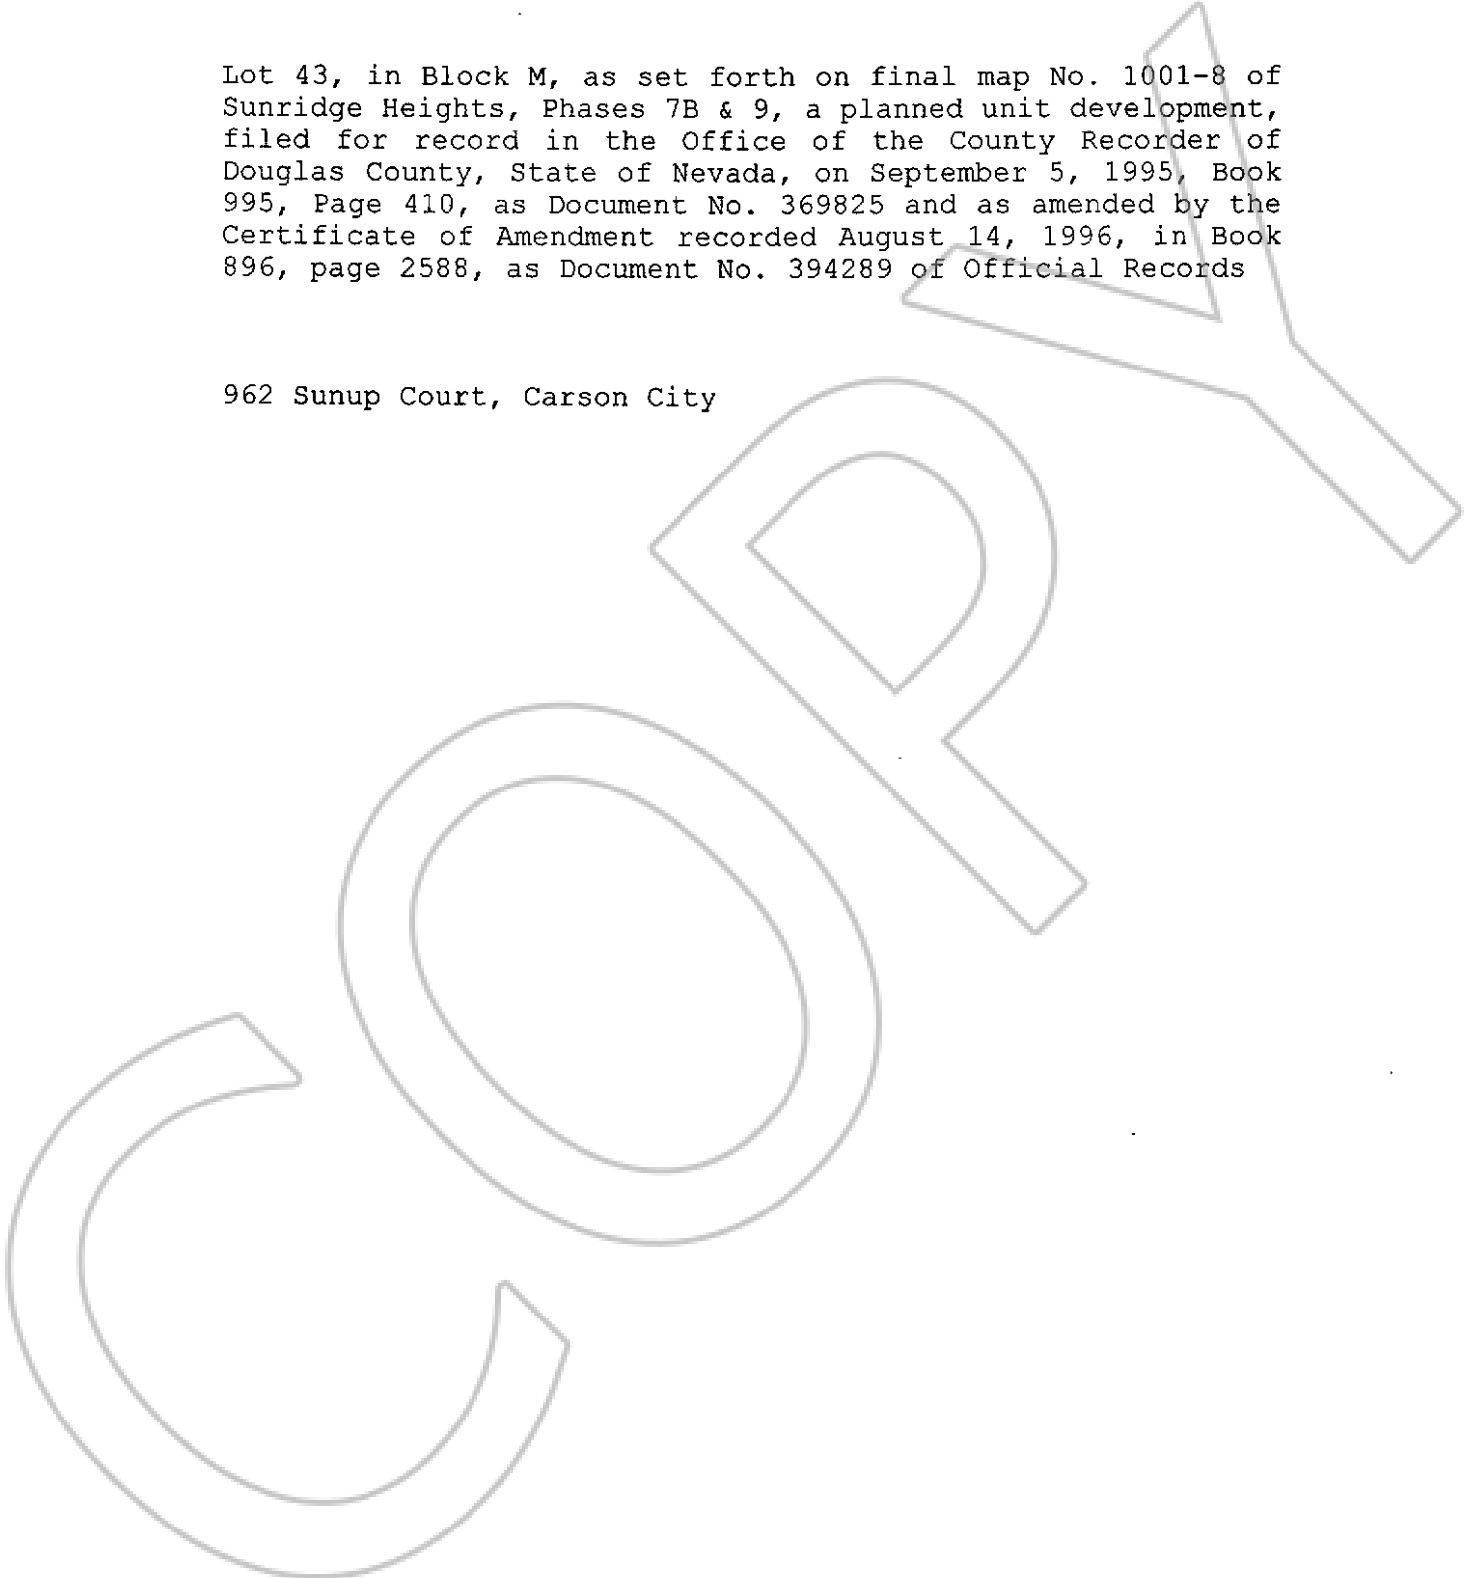 Lot 43, in Block M, as set forth on final map No. 1001-8 of
Sunridge Heights, Phases 7B & 9, a planned unit development,
filed for record in the Office of the County Recorder of
Douglas County, State of Nevada, on September 5, 1995, Book
995, Page 410, as Document No. 369825 and as amended by the
Certificate of Amendment recorded August 14, 1996, in Book
896, page 2588, as Document No. 394289 of Official Records
962 Sunup Court, Carson City
COPY